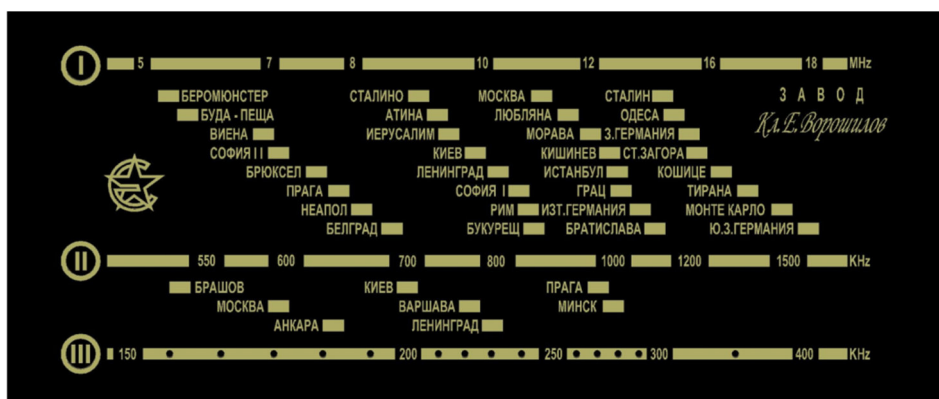 I 5 7 8 10 12 16 18 MHz
БЕРОМЮНСТЕР СТАЛИНО МОСКВА СТАЛИН З А В О Д
БУДА - ПЕЩА АТИНА ЛЮБЛЯНА ОДЕСА Кл.Е.Ворошилов
ВИЕНА ИЕРУСАЛИМ МОРАВА З.ГЕРМАНИЯ
СОФИЯ II КИЕВ КИШИНЕВ СТ.ЗАГОРА
БРЮКСЕЛ ЛЕНИНГРАД ИСТАНБУЛ КОШИЦЕ
ПРАГА СОФИЯ I ГРАЦ ТИРАНА
НЕАПОЛ РИМ ИЗТ.ГЕРМАНИЯ МОНТЕ КАРЛО
БЕЛГРАД БУКУРЕЩ БРАТИСЛАВА Ю.З.ГЕРМАНИЯ
II 550 600 700 800 1000 1200 1500 KHz
БРАШОВ КИЕВ ПРАГА
МОСКВА ВАРШАВА МИНСК
АНКАРА ЛЕНИНГРАД
III 150 200 250 300 400 KHz